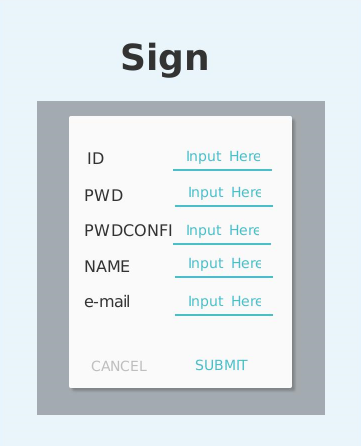 Sign
ID Input Here
PWD Input Here
PWDCONFI Input Here
NAME Input Here
e-mail Input Here
CANCEL SUBMIT